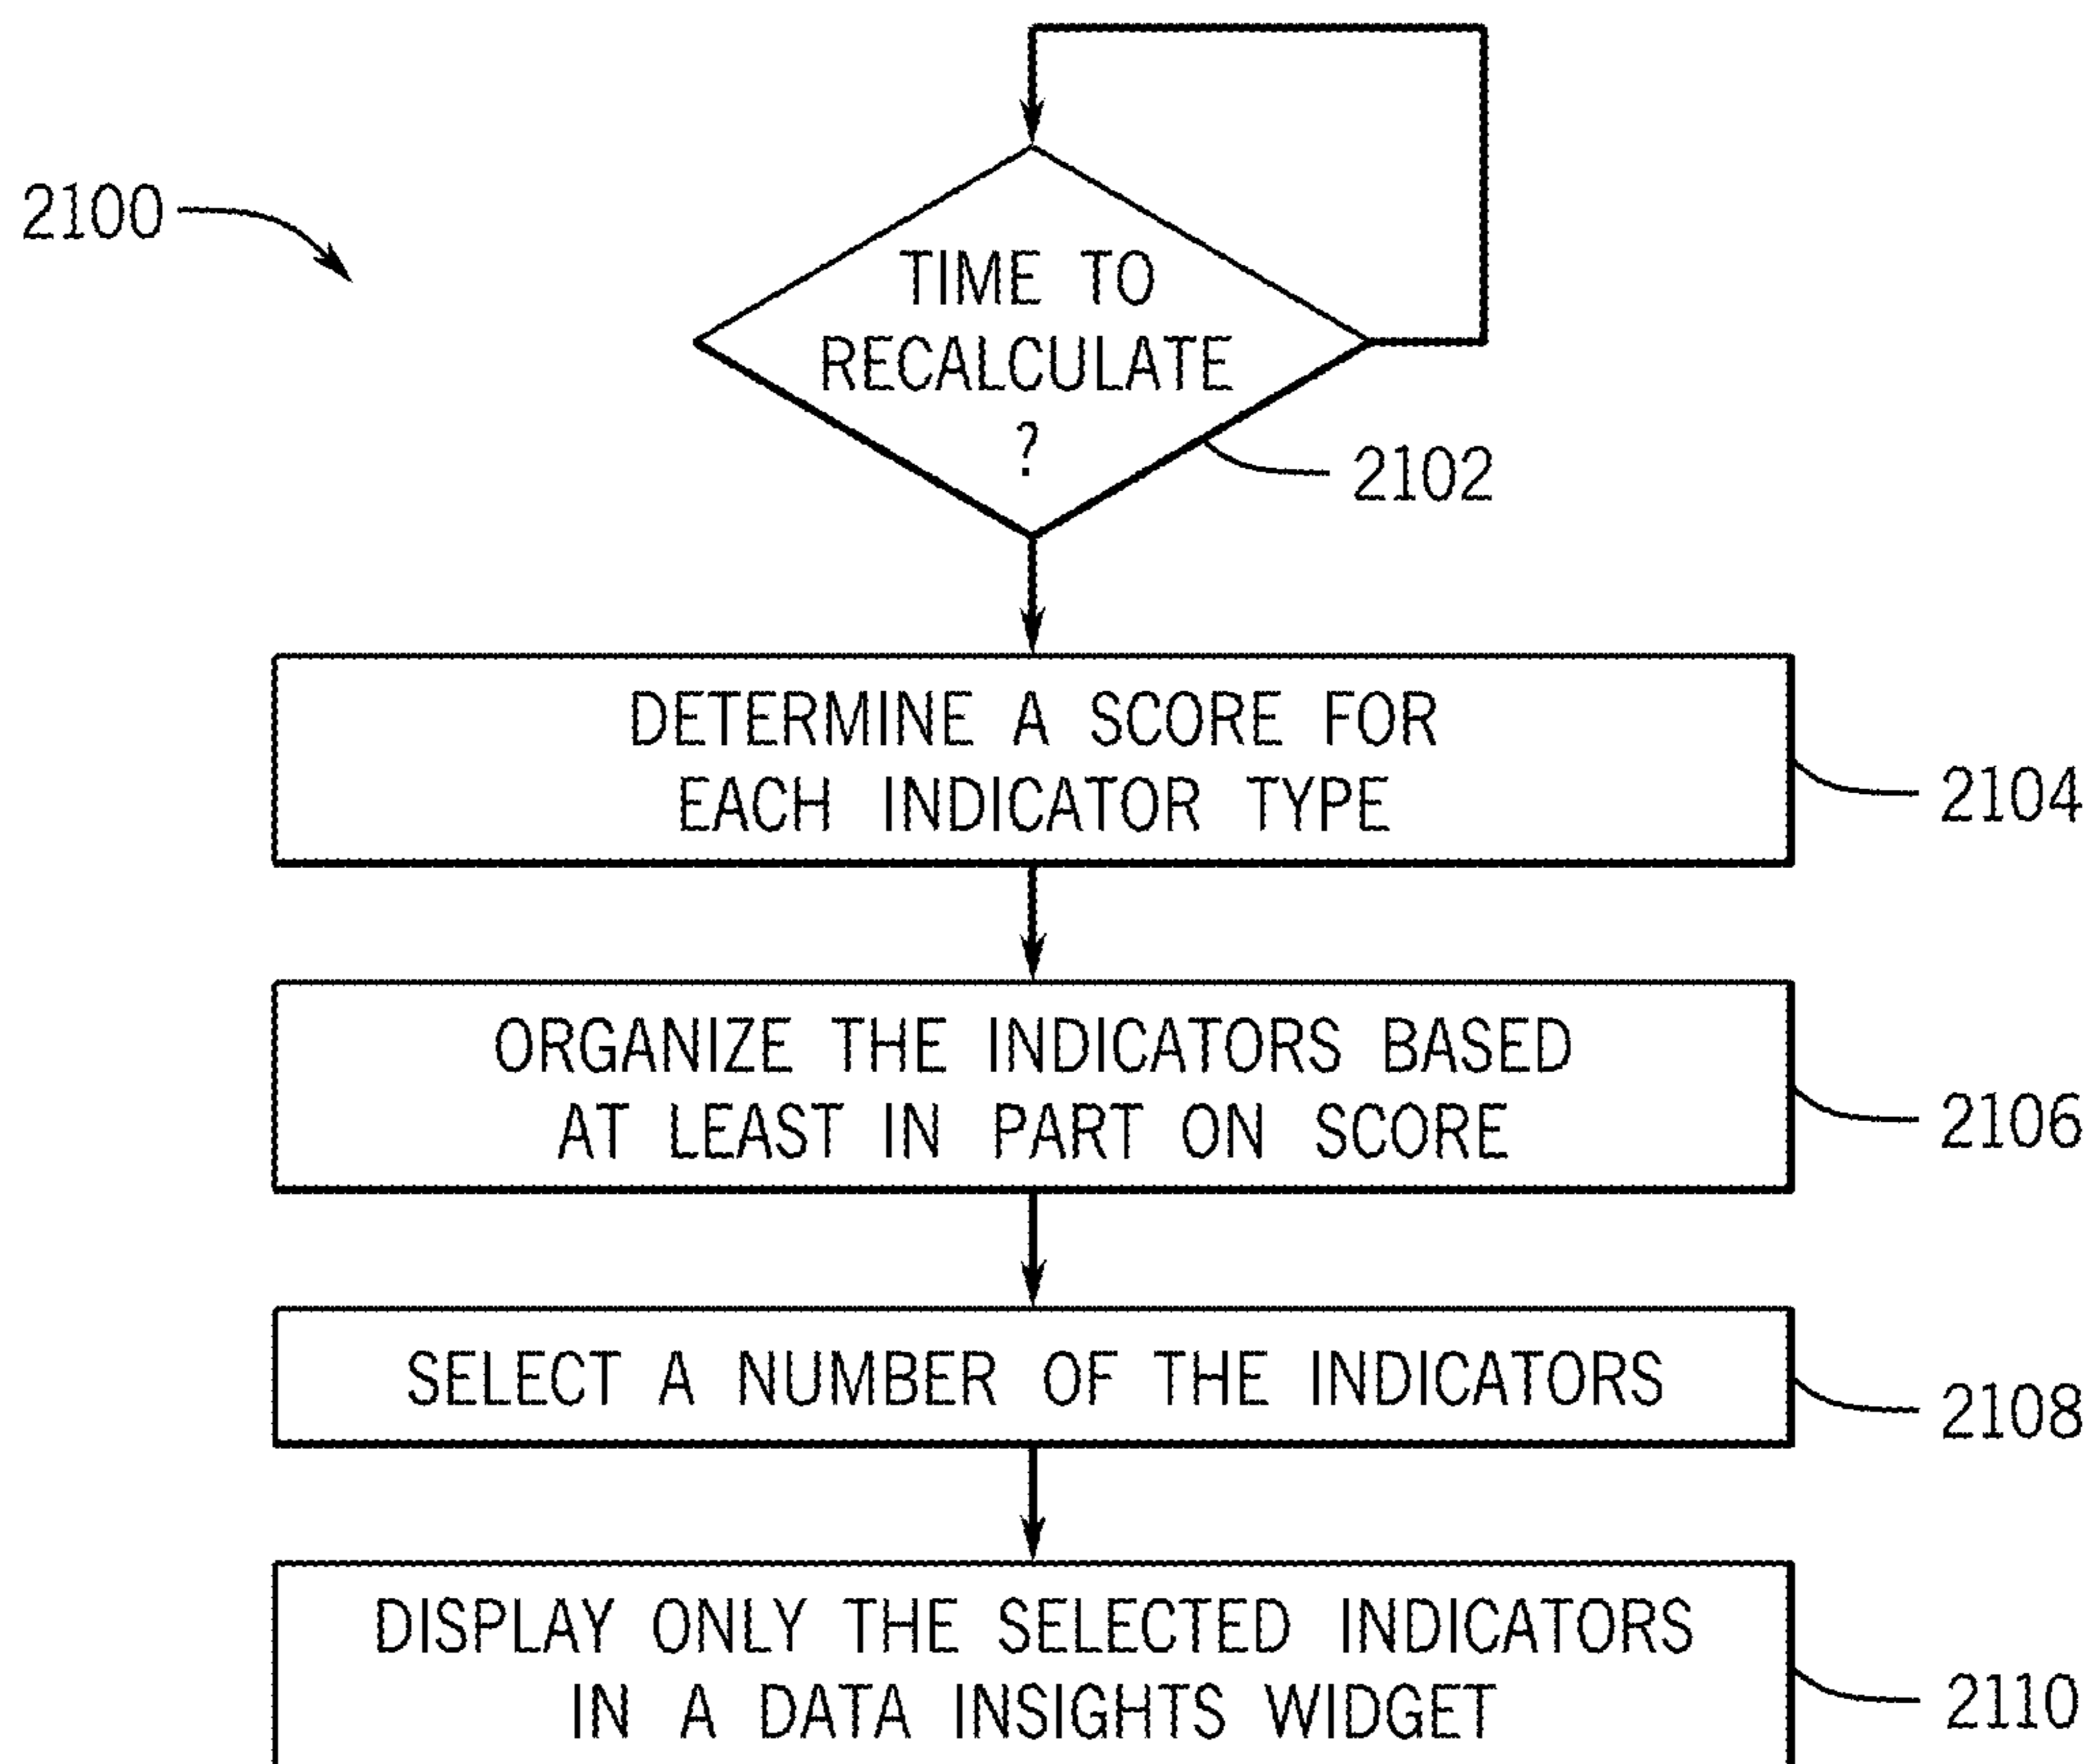 2100
TIME TO
RECALCULATE
?
2102
DETERMINE A SCORE FOR
EACH INDICATOR TYPE
2104
ORGANIZE THE INDICATORS BASED
AT LEAST IN PART ON SCORE
2106
SELECT A NUMBER OF THE INDICATORS
2108
DISPLAY ONLY THE SELECTED INDICATORS
IN A DATA INSIGHTS WIDGET
2110